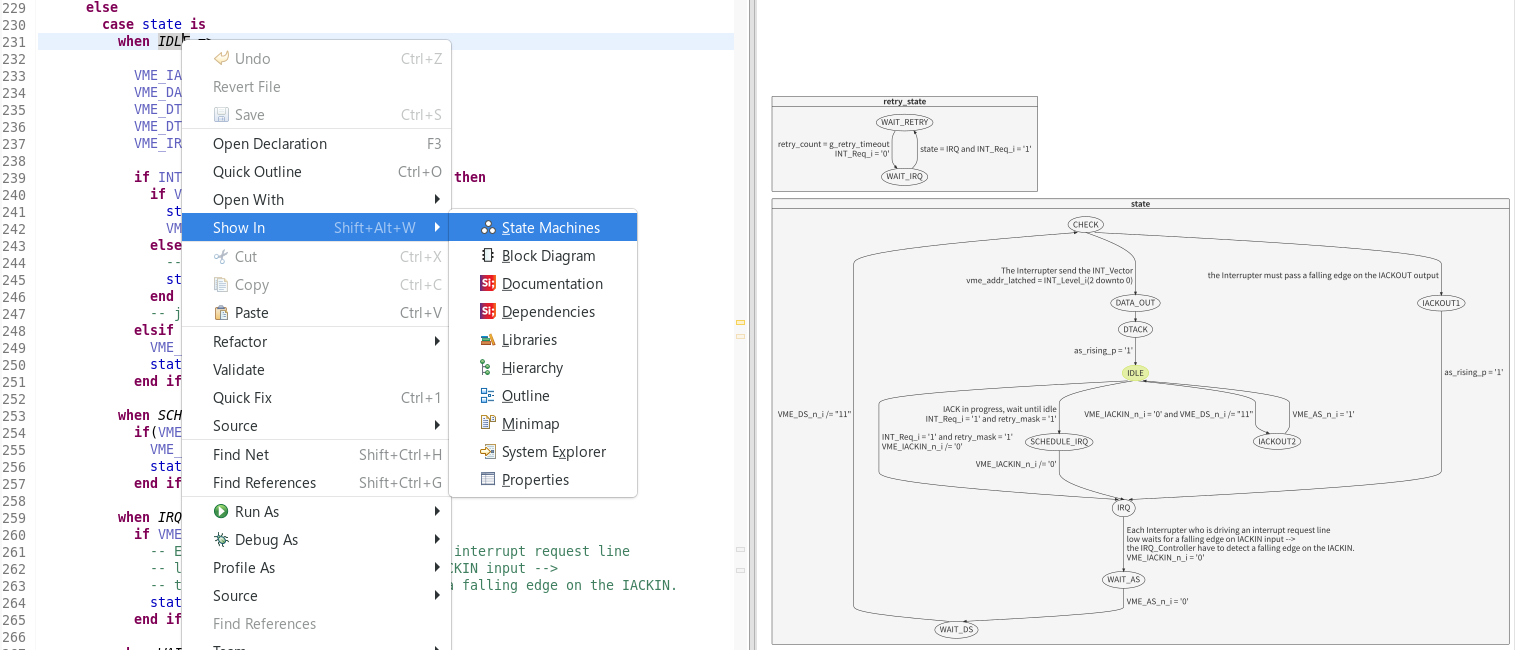 229 else
230 case state is
231 when IDLE =>
232
233 VME_IA
234 VME_DA
235 VME_DT
236 VME_DT
237 VME_IR
238
239 if INT then
240 if V
241 st
242 VM
243 else
244 --
245 st
246 end
247 -- j
248 elsif
249 VME_
250 stat
251 end if
252
253 when SCH
254 if(VME
255 VME_
256 stat
257 end if
258
259 when IRQ
260 if VME
261 -- E interrupt request line
262 -- l CKIN input -->
263 -- t a falling edge on the IACKIN.
264 stat
265 end if
266
Undo Ctrl+Z
Revert File
Save Ctrl+S
Open Declaration F3
Quick Outline Ctrl+O
Open With
Show In Shift+Alt+W
Cut Ctrl+X
Copy Ctrl+C
Paste Ctrl+V
Refactor
Validate
Quick Fix Ctrl+1
Source
Find Net Shift+Ctrl+H
Find References Shift+Ctrl+G
Run As
Debug As
Profile As
Source
Find References
Team
State Machines
Block Diagram
Si; Documentation
Si; Dependencies
Libraries
Hierarchy
Outline
Minimap
System Explorer
Properties
retry_state
WAIT_RETRY
retry_count = g_retry_timeout
INT_Req_i = '0'
state = IRQ and INT_Req_i = '1'
WAIT_IRQ
state
CHECK
The Interrupter send the INT_Vector
vme_addr_latched = INT_Level_i(2 downto 0)
the Interrupter must pass a falling edge on the IACKOUT output
DATA_OUT
IACKOUT1
DTACK
as_rising_p = '1'
IDLE
as_rising_p = '1'
VME_DS_n_i /= "11"
IACK in progress, wait until idle
INT_Req_i = '1' and retry_mask = '1'
VME_IACKIN_n_i = '0' and VME_DS_n_i /= "11"
VME_AS_n_i = '1'
INT_Req_i = '1' and retry_mask = '1'
VME_IACKIN_n_i /= '0'
SCHEDULE_IRQ
IACKOUT2
VME_IACKIN_n_i /= '0'
IRQ
Each Interrupter who is driving an interrupt request line
low waits for a falling edge on IACKIN input -->
the IRQ_Controller have to detect a falling edge on the IACKIN.
VME_IACKIN_n_i = '0'
WAIT_AS
VME_AS_n_i = '0'
WAIT_DS